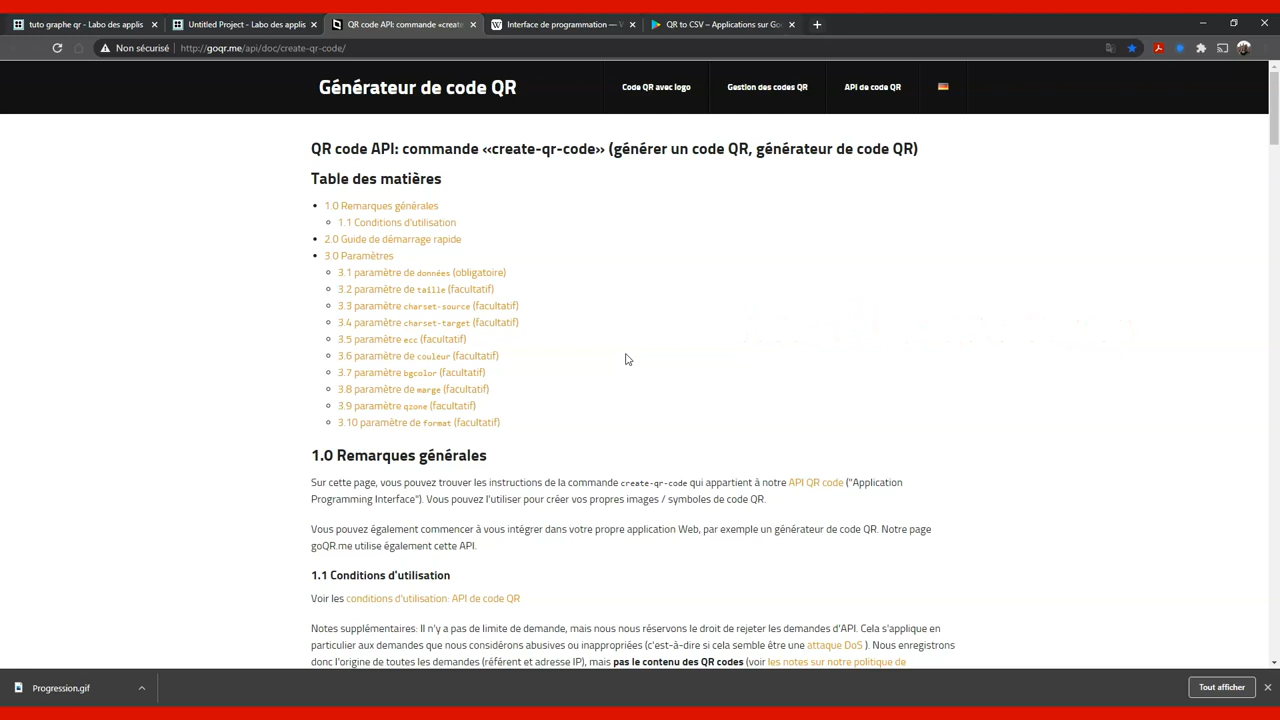 tuto graphe qr - Labo des applis
Untitled Project - Labo des applis
QR code API: commande «create
Interface de programmation — W
QR to CSV – Applications sur Go
Non sécurisé
http://goqr.me/api/doc/create-qr-code/
Générateur de code QR
Code QR avec logo
Gestion des codes QR
API de code QR
QR code API: commande «create-qr-code» (générer un code QR, générateur de code QR)
Table des matières
1.0 Remarques générales
1.1 Conditions d'utilisation
2.0 Guide de démarrage rapide
3.0 Paramètres
3.1 paramètre de données (obligatoire)
3.2 paramètre de taille (facultatif)
3.3 paramètre charset-source (facultatif)
3.4 paramètre charset-target (facultatif)
3.5 paramètre ecc (facultatif)
3.6 paramètre de couleur (facultatif)
3.7 paramètre bgcolor (facultatif)
3.8 paramètre de marge (facultatif)
3.9 paramètre qzone (facultatif)
3.10 paramètre de format (facultatif)
1.0 Remarques générales
Sur cette page, vous pouvez trouver les instructions de la commande create-qr-code qui appartient à notre API QR code ("Application
Programming Interface"). Vous pouvez l'utiliser pour créer vos propres images / symboles de code QR.
Vous pouvez également commencer à vous intégrer dans votre propre application Web, par exemple un générateur de code QR. Notre page
goQR.me utilise également cette API.
1.1 Conditions d'utilisation
Voir les conditions d'utilisation: API de code QR
Notes supplémentaires: Il n'y a pas de limite de demande, mais nous nous réservons le droit de rejeter les demandes d'API. Cela s'applique en
particulier aux demandes que nous considérons abusives ou inappropriées (c'est-à-dire si cela semble être une attaque DoS ). Nous enregistrons
donc l'origine de toutes les demandes (référent et adresse IP), mais pas le contenu des QR codes (voir les notes sur notre politique de
Progression.gif
Tout afficher